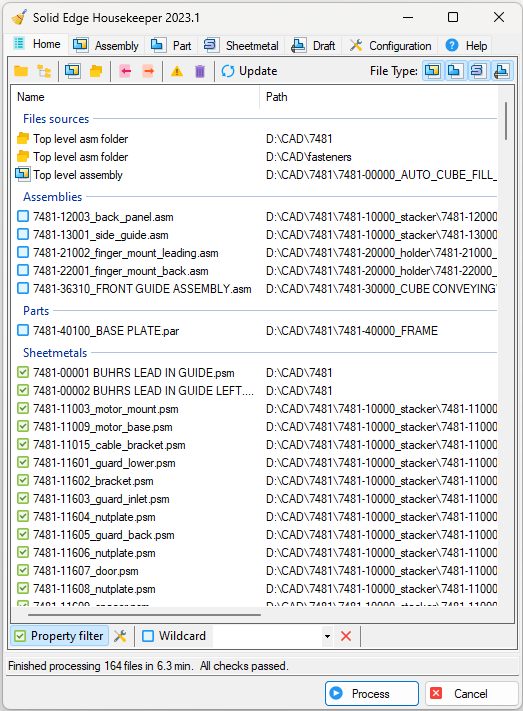 Solid Edge Housekeeper 2023.1
Home Assembly Part Sheetmetal Draft Configuration Help
Update File Type:
Name Path
Files sources
Top level asm folder D:\CAD\7481
Top level asm folder D:\CAD\fasteners
Top level assembly D:\CAD\7481\7481-00000_AUTO_CUBE_FILL_
Assemblies
7481-12003_back_panel.asm D:\CAD\7481\7481-10000_stacker\7481-12000
7481-13001_side_guide.asm D:\CAD\7481\7481-10000_stacker\7481-13000
7481-21002_finger_mount_leading.asm D:\CAD\7481\7481-20000_holder\7481-21000_
7481-22001_finger_mount_back.asm D:\CAD\7481\7481-20000_holder\7481-22000_
7481-36310_FRONT GUIDE ASSEMBLY.asm D:\CAD\7481\7481-30000_CUBE CONVEYING\
Parts
7481-40100_BASE PLATE.par D:\CAD\7481\7481-40000_FRAME
Sheetmetals
7481-00001 BUHRS LEAD IN GUIDE.psm D:\CAD\7481
7481-00002 BUHRS LEAD IN GUIDE LEFT.... D:\CAD\7481
7481-11003_motor_mount.psm D:\CAD\7481\7481-10000_stacker\7481-11000
7481-11009_motor_base.psm D:\CAD\7481\7481-10000_stacker\7481-11000
7481-11015_cable_bracket.psm D:\CAD\7481\7481-10000_stacker\7481-11000
7481-11601_guard_lower.psm D:\CAD\7481\7481-10000_stacker\7481-11000
7481-11602_bracket.psm D:\CAD\7481\7481-10000_stacker\7481-11000
7481-11603_guard_inlet.psm D:\CAD\7481\7481-10000_stacker\7481-11000
7481-11604_nutplate.psm D:\CAD\7481\7481-10000_stacker\7481-11000
7481-11605_guard_back.psm D:\CAD\7481\7481-10000_stacker\7481-11000
7481-11606_nutplate.psm D:\CAD\7481\7481-10000_stacker\7481-11000
7481-11607_door.psm D:\CAD\7481\7481-10000_stacker\7481-11000
7481-11608_nutplate.psm D:\CAD\7481\7481-10000_stacker\7481-11000
7481-11609_spacer.psm D:\CAD\7481\7481-10000_stacker\7481-11000
Property filter Wildcard
Finished processing 164 files in 6.3 min. All checks passed.
Process Cancel